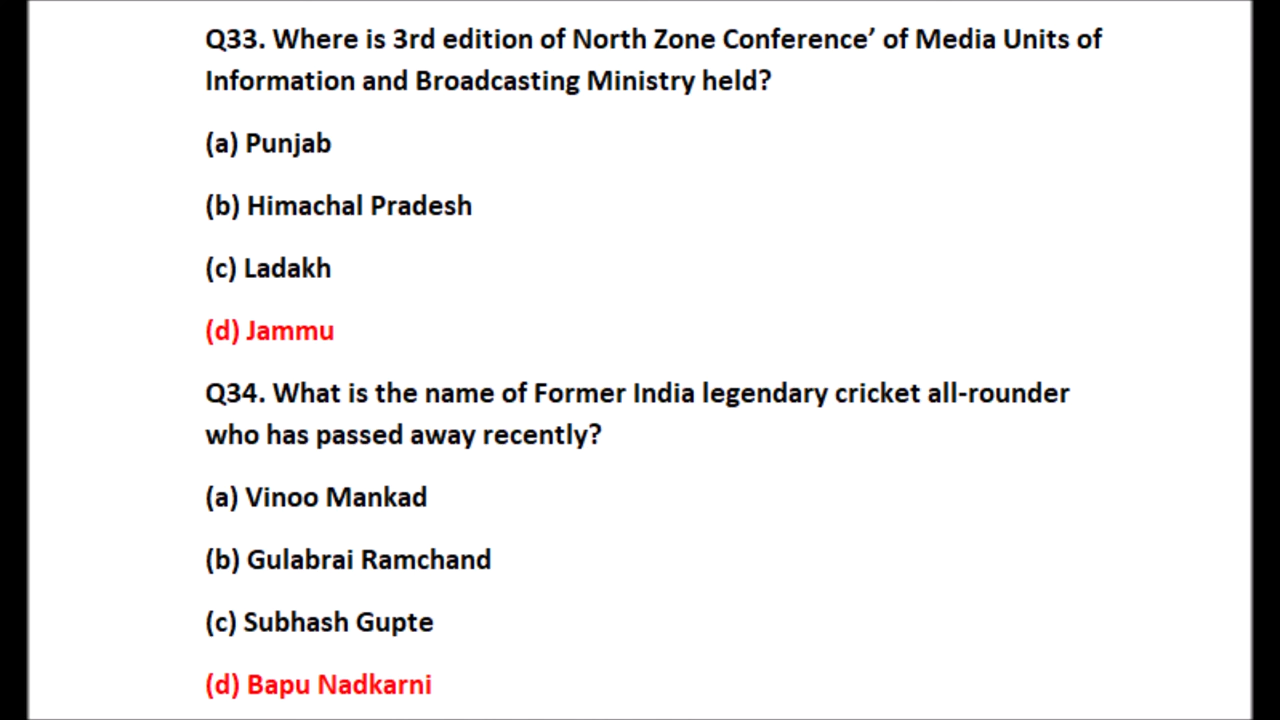 Q33. Where is 3rd edition of North Zone Conference’ of Media Units of
Information and Broadcasting Ministry held?
(a) Punjab
(b) Himachal Pradesh
(c) Ladakh
(d) Jammu
Q34. What is the name of Former India legendary cricket all-rounder
who has passed away recently?
(a) Vinoo Mankad
(b) Gulabrai Ramchand
(c) Subhash Gupte
(d) Bapu Nadkarni